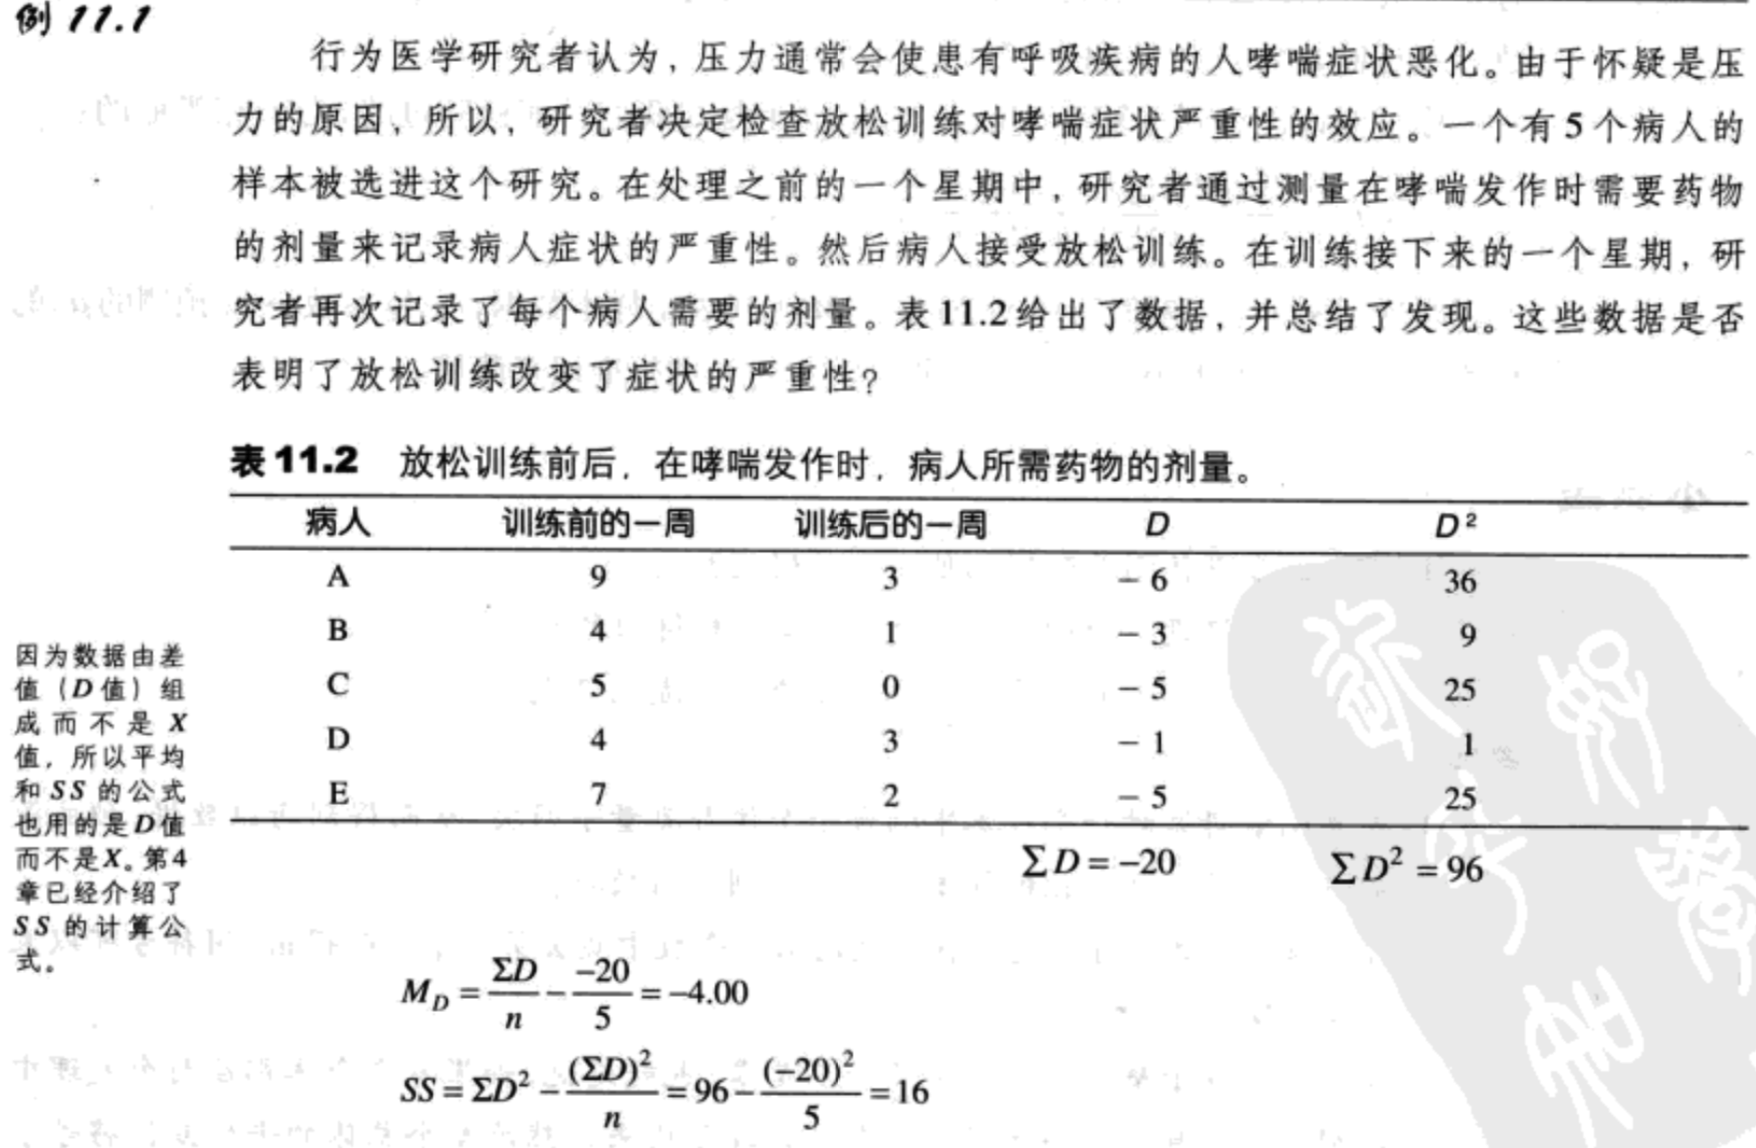 例 11.1
行为医学研究者认为，压力通常会使患有呼吸疾病的人哮喘症状恶化。由于怀疑是压
力的原因，所以，研究者决定检查放松训练对哮喘症状严重性的效应。一个有5个病人的
样本被选进这个研究。在处理之前的一个星期中，研究者通过测量在哮喘发作时需要药物
的剂量来记录病人症状的严重性。然后病人接受放松训练。在训练接下来的一个星期，研
究者再次记录了每个病人需要的剂量。表11.2给出了数据，并总结了发现。这些数据是否
表明了放松训练改变了症状的严重性？
表11.2 放松训练前后，在哮喘发作时，病人所需药物的剂量。
病人 训练前的一周 训练后的一周 D D²
A 9 3 －6 36
B 4 1 －3 9
C 5 0 －5 25
D 4 3 －1 1
E 7 2 －5 25
∑D=−20 ∑D²=96
因为数据由差
值（D值）组
成而不是X
值，所以平均
和SS的公式
也用的是D值
而不是X。第4
章已经介绍了
SS的计算公
式。
M_D = ΣD/n − −20/5 = −4.00
SS = ΣD² − (ΣD)²/n = 96 − (−20)²/5 = 16